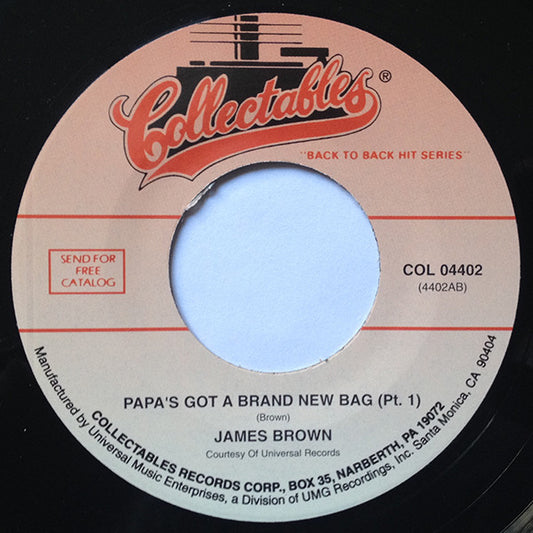 Collectables®
"BACK TO BACK HIT SERIES"
SEND FOR
FREE
CATALOG
COL 04402
(4402AB)
PAPA'S GOT A BRAND NEW BAG (Pt. 1)
(Brown)
JAMES BROWN
Courtesy Of Universal Records
COLLECTABLES RECORDS CORP., BOX 35, NARBERTH, PA 19072
Manufactured by Universal Music Enterprises, a Division of UMG Recordings, Inc. Santa Monica, CA 90404